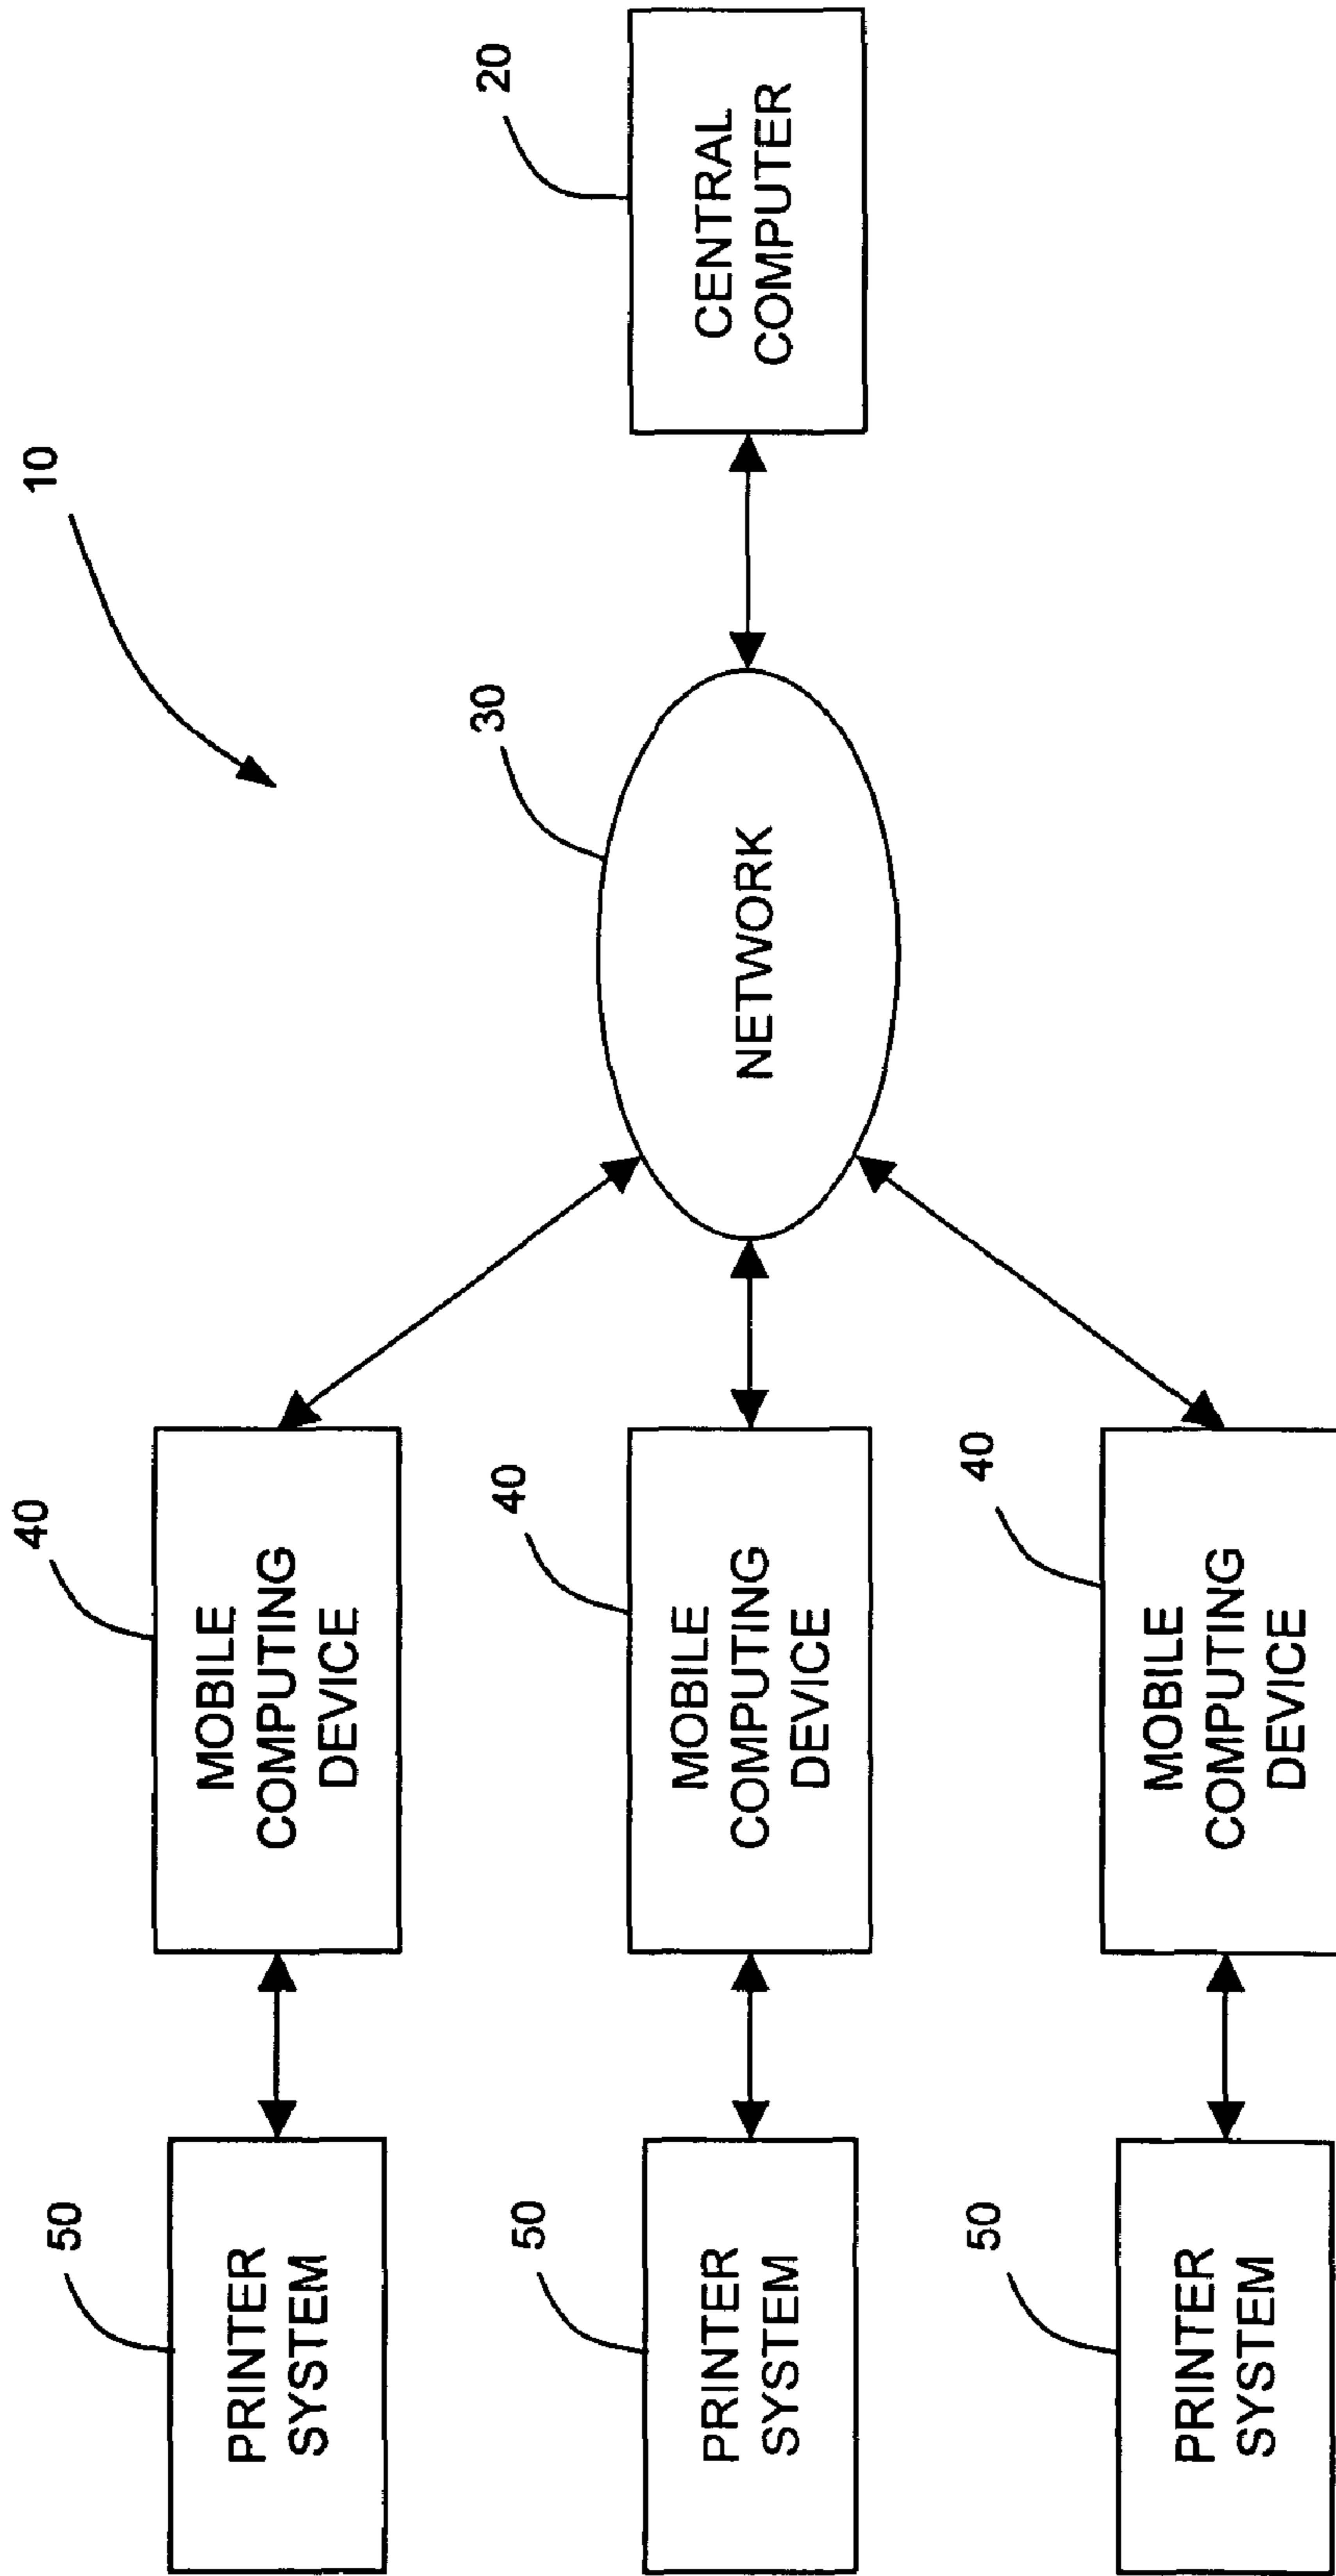 10
50
PRINTER
SYSTEM
40
MOBILE
COMPUTING
DEVICE
50
PRINTER
SYSTEM
40
MOBILE
COMPUTING
DEVICE
30
NETWORK
20
CENTRAL
COMPUTER
50
PRINTER
SYSTEM
40
MOBILE
COMPUTING
DEVICE